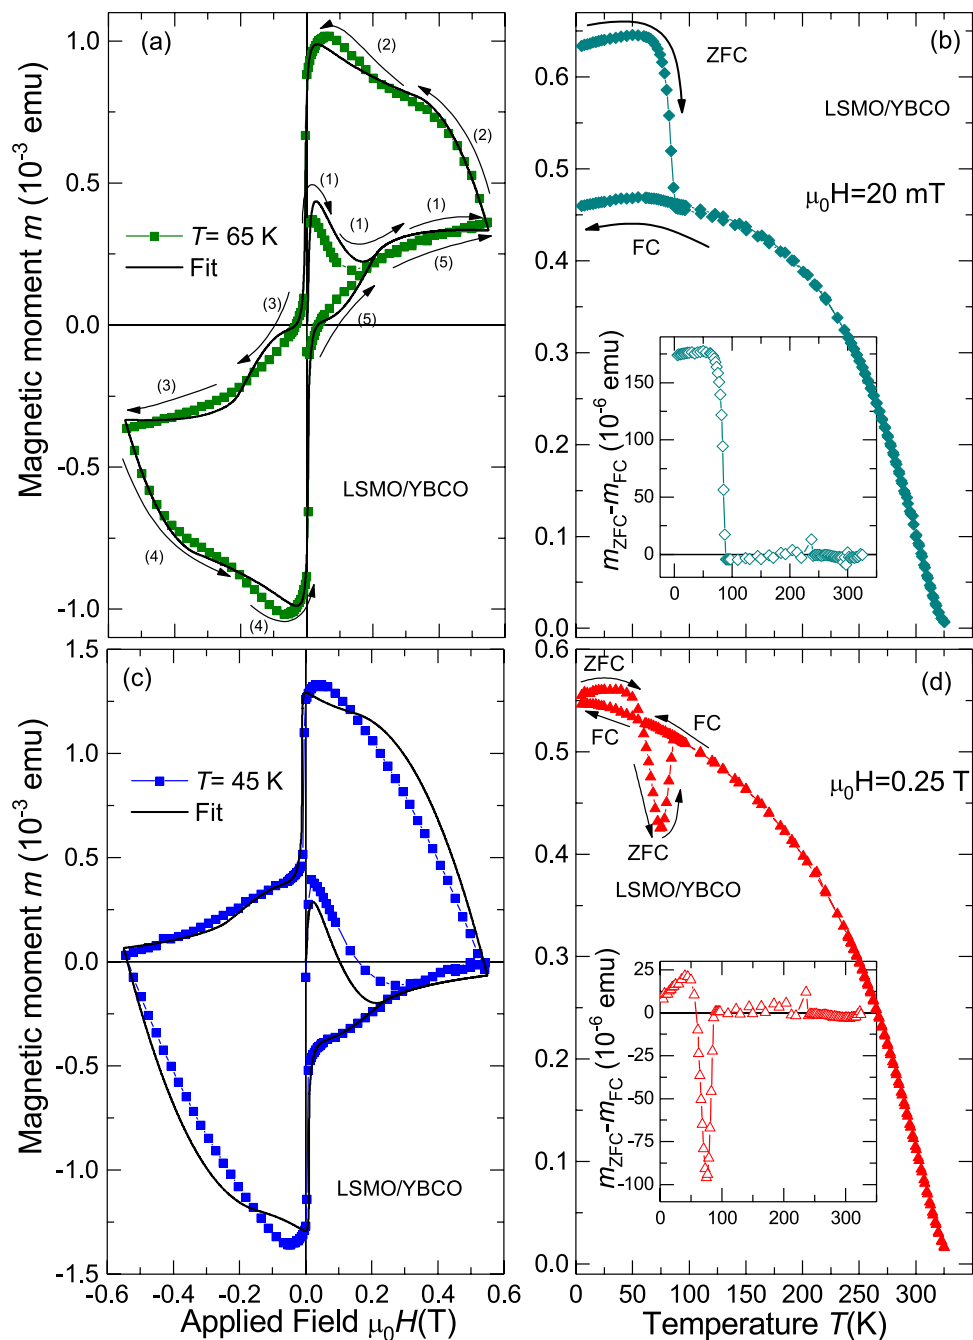 (a)
Magnetic moment m (10⁻³ emu)
1.0
0.5
0.0
-0.5
-1.0
(2)
(2)
(1)
(1)
(1)
T= 65 K
Fit
(5)
(5)
(3)
(3)
(4)
(4)
LSMO/YBCO
(b)
0.6
0.5
0.4
0.3
0.2
0.1
0.0
ZFC
LSMO/YBCO
μ₀H=20 mT
FC
m_ZFC-m_FC (10⁻⁶ emu)
150
100
50
0
0 100 200 300
(c)
Magnetic moment m (10⁻³ emu)
1.5
1.0
0.5
0.0
-0.5
-1.0
-1.5
T= 45 K
Fit
LSMO/YBCO
-0.6 -0.4 -0.2 0.0 0.2 0.4 0.6
Applied Field μ₀H(T)
(d)
0.6
0.5
0.4
0.3
0.2
0.1
0.0
ZFC
FC
FC
μ₀H=0.25 T
ZFC
LSMO/YBCO
m_ZFC-m_FC (10⁻⁶ emu)
25
0
-25
-50
-75
-100
0 100 200 300
0 50 100 150 200 250 300
Temperature T(K)